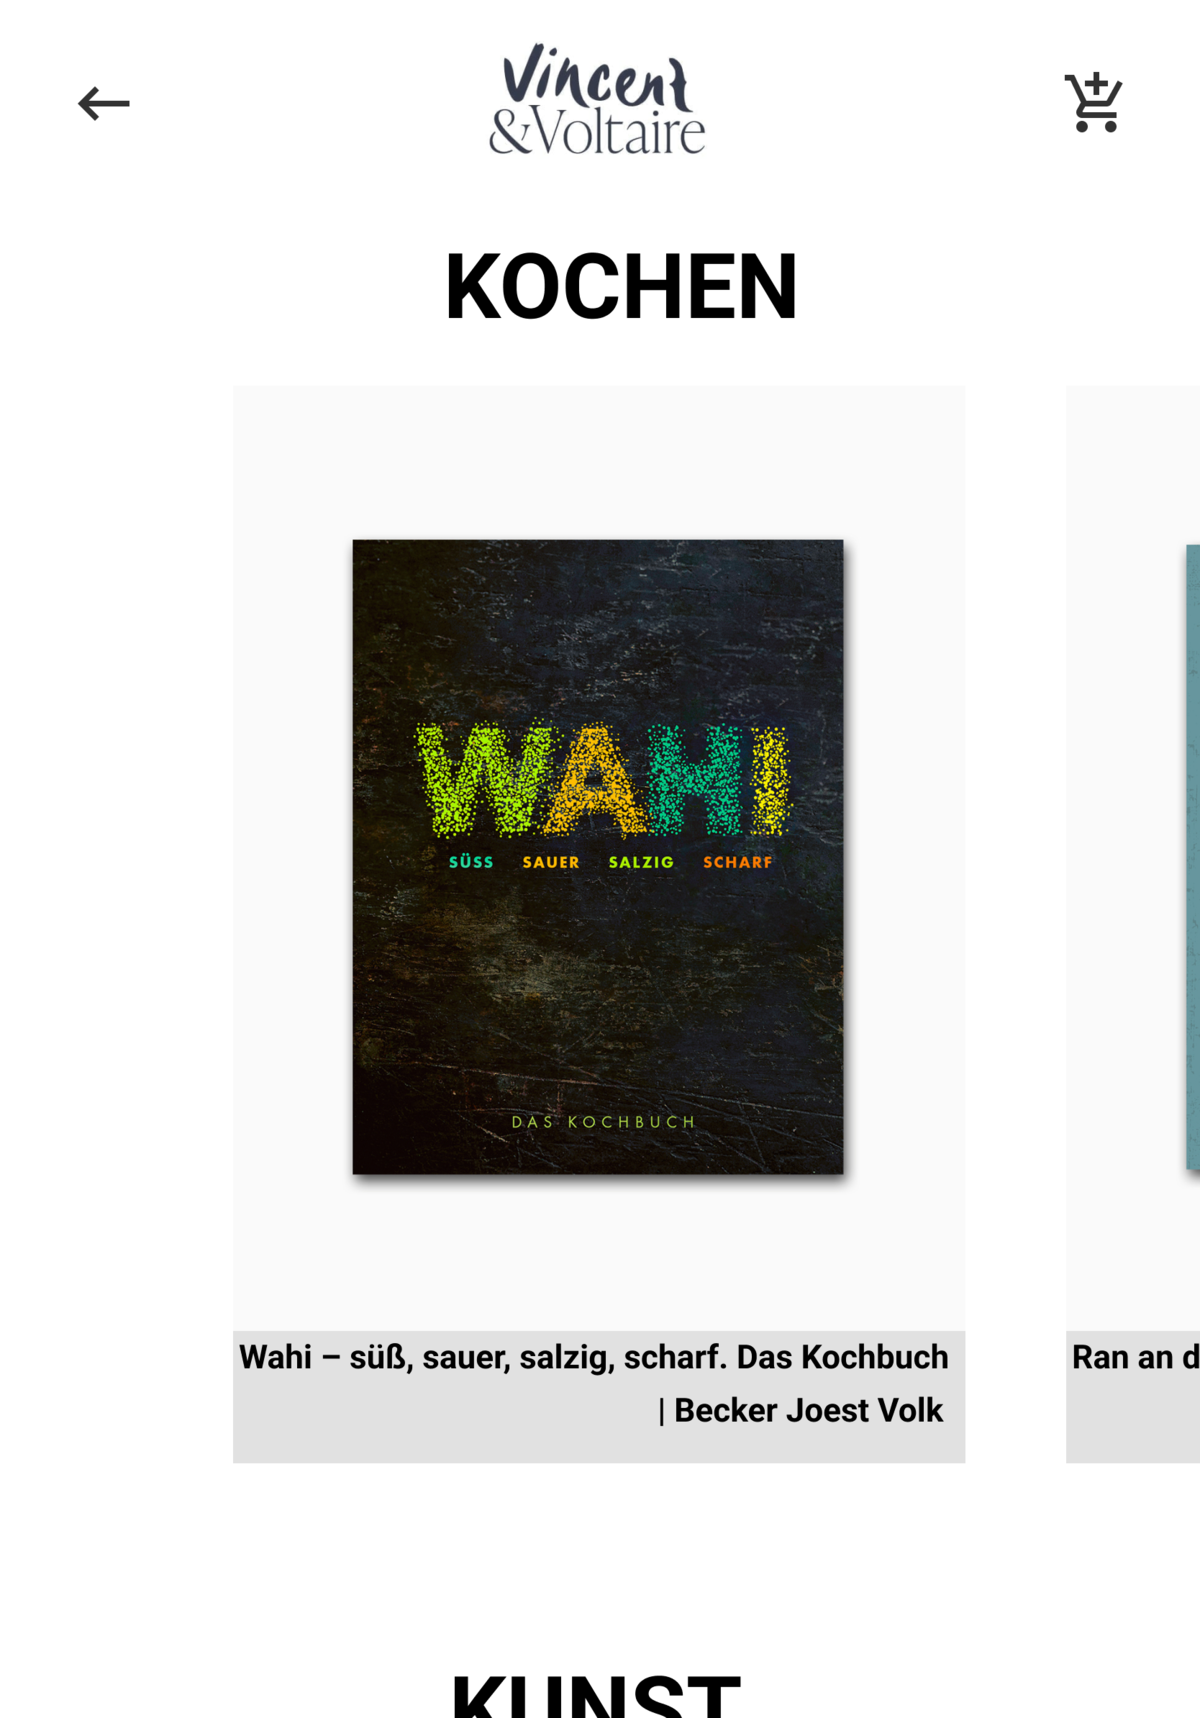 Vincent
&Voltaire
KOCHEN
WAHI
SÜSS SAUER SALZIG SCHARF
DAS KOCHBUCH
Wahi – süß, sauer, salzig, scharf. Das Kochbuch
| Becker Joest Volk
Ran an d
KUNST